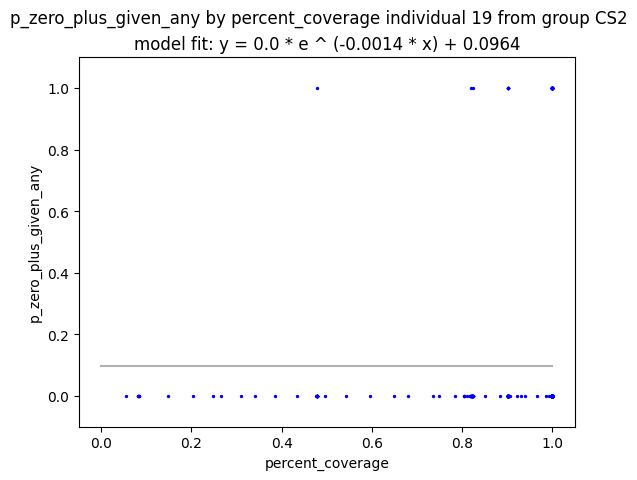 p_zero_plus_given_any by percent_coverage individual 19 from group CS2
model fit: y = 0.0 * e ^ (-0.0014 * x) + 0.0964
p_zero_plus_given_any
1.0
0.8
0.6
0.4
0.2
0.0
0.0 0.2 0.4 0.6 0.8 1.0
percent_coverage